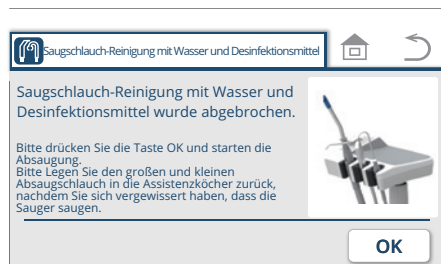 Saugschlauch-Reinigung mit Wasser und Desinfektionsmittel
Saugschlauch-Reinigung mit Wasser und
Desinfektionsmittel wurde abgebrochen.
Bitte drücken Sie die Taste OK und starten die
Absaugung.
Bitte Legen Sie den großen und kleinen
Absaugschlauch in die Assistenzköcher zurück,
nachdem Sie sich vergewissert haben, dass die
Sauger saugen.
OK